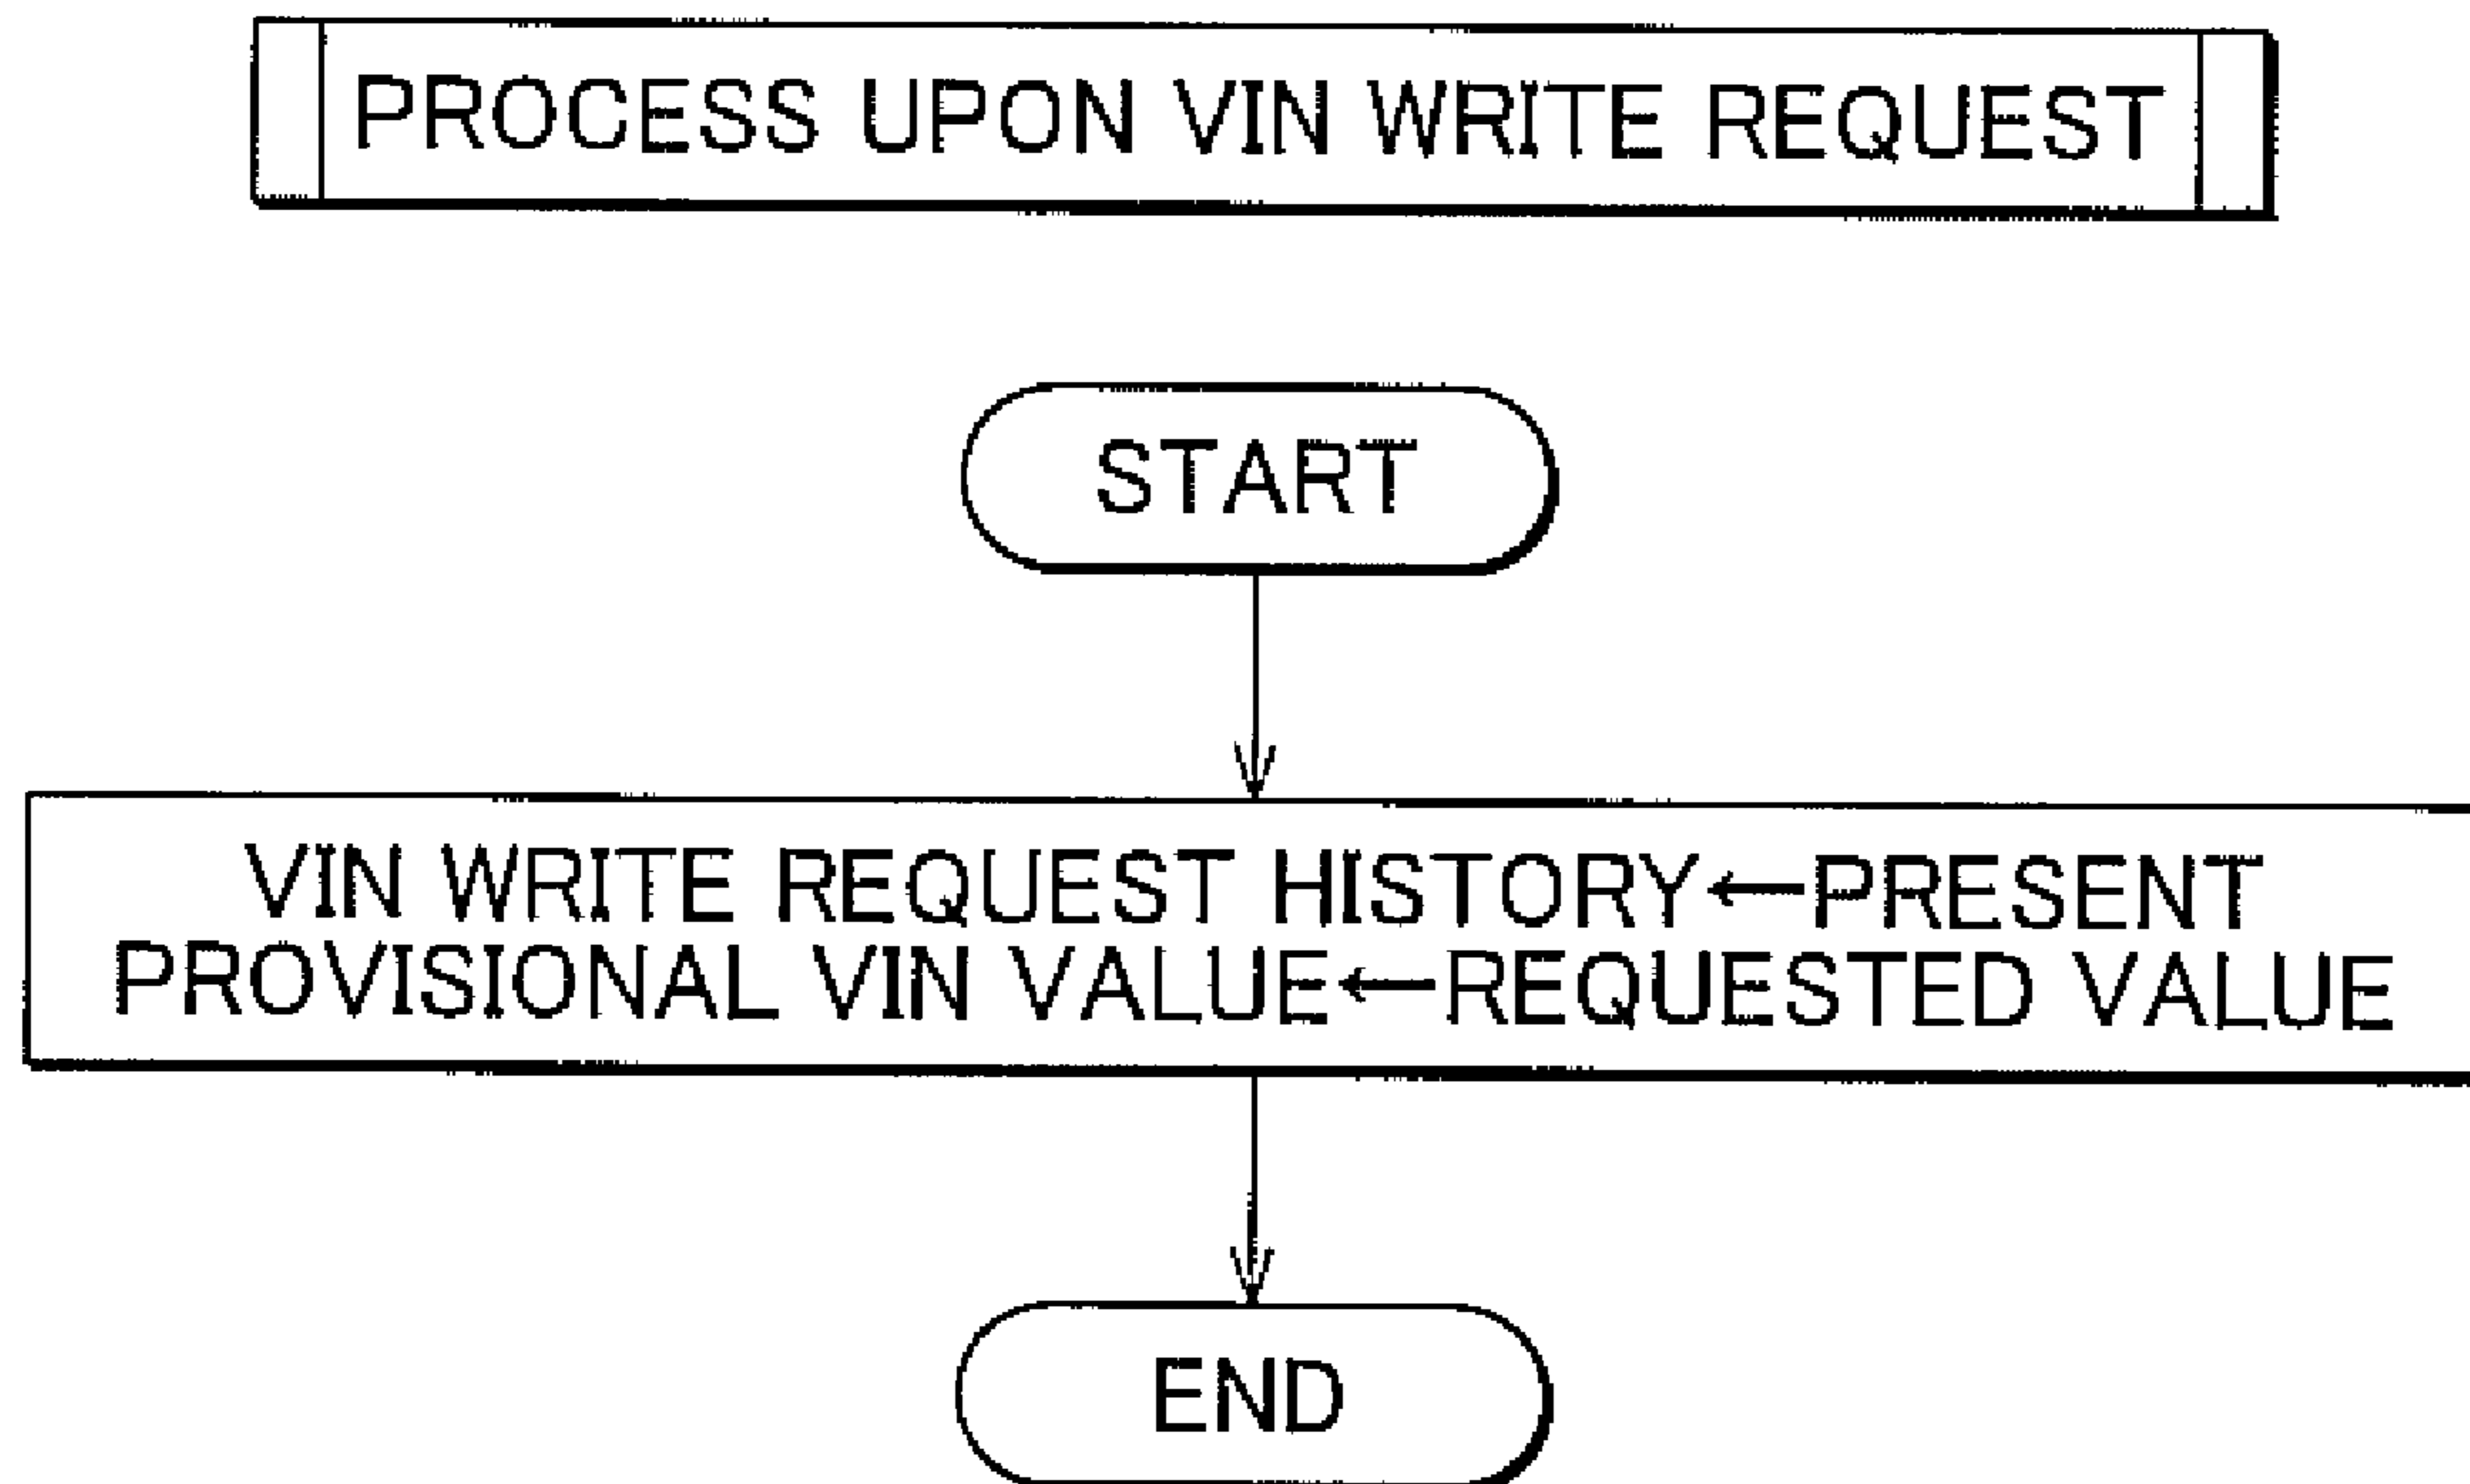 PROCESS UPON VIN WRITE REQUEST
START
VIN WRITE REQUEST HISTORY←PRESENT
PROVISIONAL VIN VALUE←REQUESTED VALUE
END